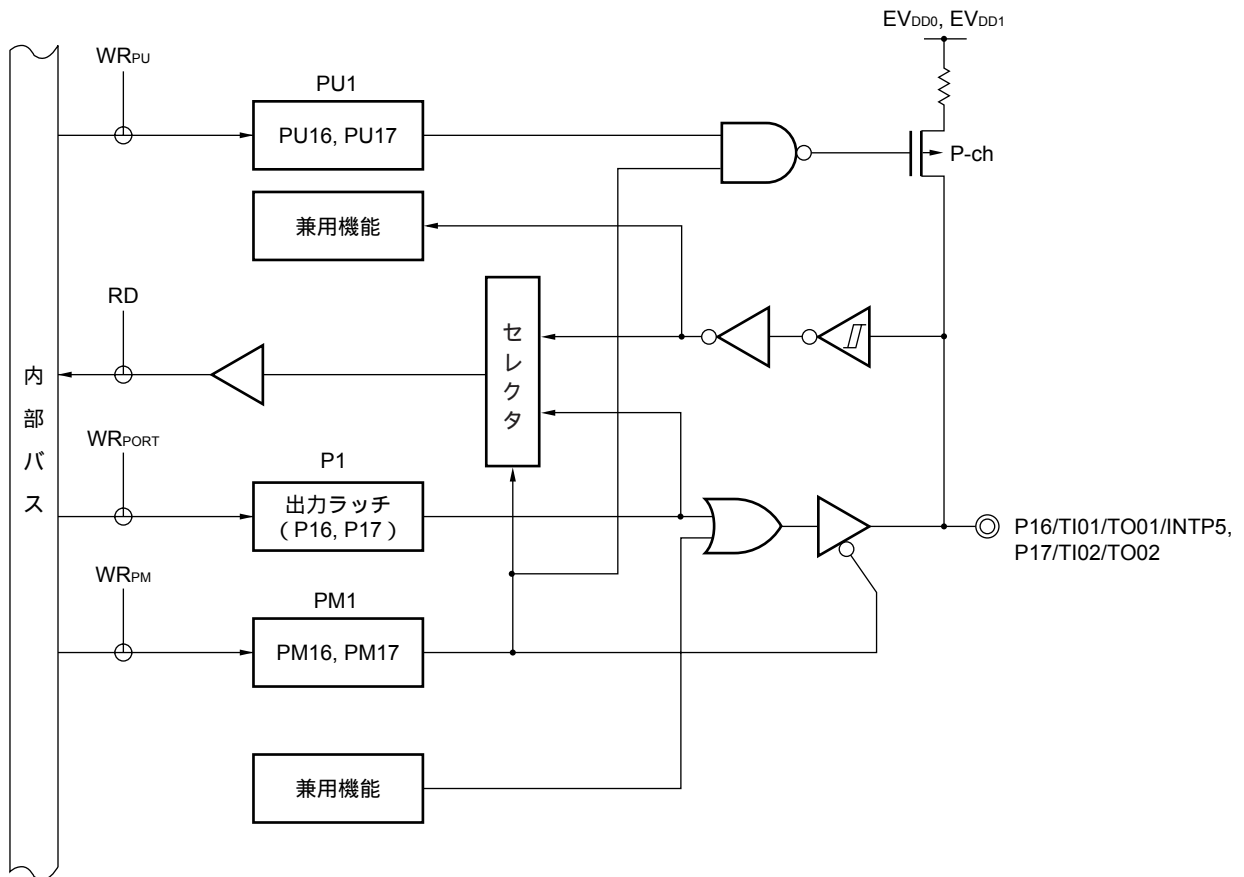 EVDD0, EVDD1
WRPU
PU1
PU16, PU17
P-ch
兼用機能
RD
セレクタ
内部バス
WRPORT
P1
出力ラッチ
(P16, P17)
P16/TI01/TO01/INTP5,
P17/TI02/TO02
WRPM
PM1
PM16, PM17
兼用機能